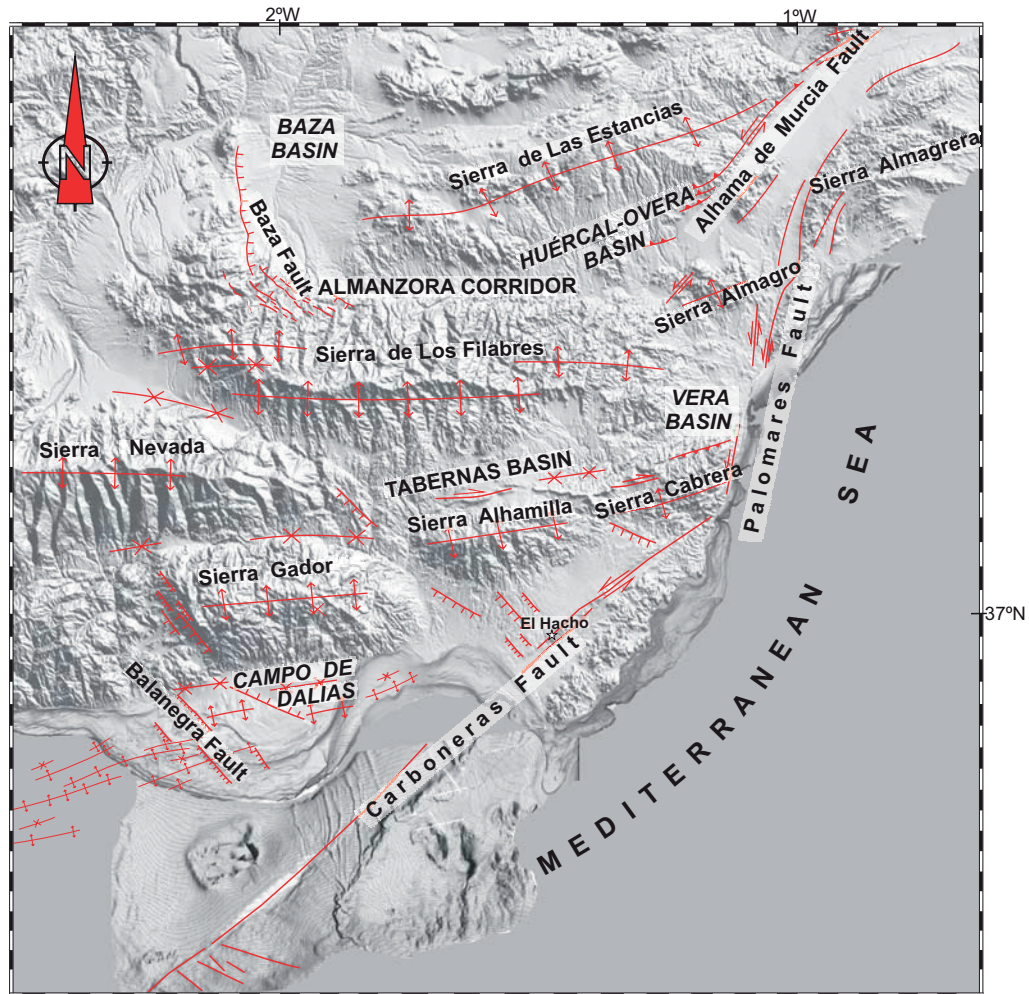 2ºW
1ºW
N
BAZA
BASIN
Sierra de Las Estancias
Alhama de Murcia Fault
Sierra Almagrera
Baza Fault
HUÉRCAL-OVERA
BASIN
ALMANZORA CORRIDOR
Sierra Almagro
Sierra de Los Filabres
Palomares Fault
VERA
BASIN
Sierra Nevada
TABERNAS BASIN
Sierra Alhamilla
Sierra Cabrera
Sierra Gador
El Hacho
37ºN
CAMPO DE
DALIAS
Balanegra Fault
Carboneras Fault
MEDITERRANEAN SEA